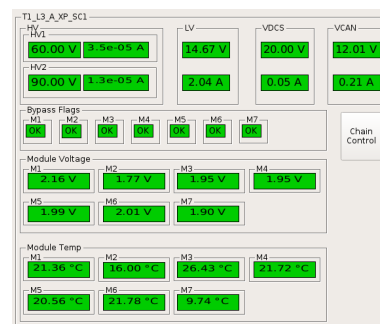 T1_L3_A_XP_SC1
HV LV VDCS VCAN
HV1
60.00 V 3.5e-05 A 14.67 V 20.00 V 12.01 V
HV2
90.00 V 1.3e-05 A 2.04 A 0.05 A 0.21 A
Bypass Flags
M1 M2 M3 M4 M5 M6 M7
OK OK OK OK OK OK OK
Chain
Control
Module Voltage
M1 M2 M3 M4
2.16 V 1.77 V 1.95 V 1.95 V
M5 M6 M7
1.99 V 2.01 V 1.90 V
Module Temp
M1 M2 M3 M4
21.36 °C 16.00 °C 26.43 °C 21.72 °C
M5 M6 M7
20.56 °C 21.78 °C 9.74 °C